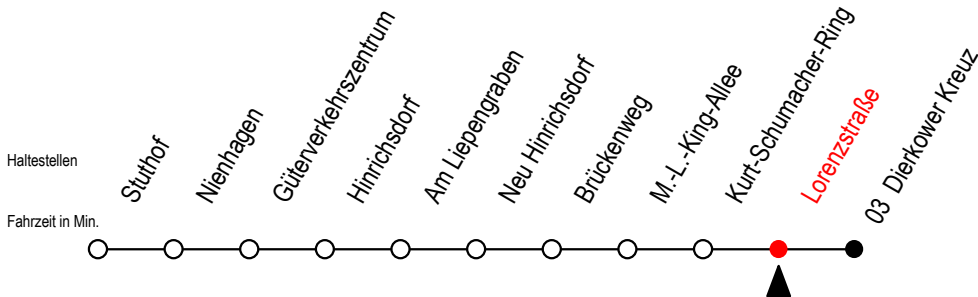 Haltestellen
Stuthof
Nienhagen
Güterverkehrszentrum
Hinrichsdorf
Am Liepengraben
Neu Hinrichsdorf
Brückenweg
M.-L.-King-Allee
Kurt-Schumacher-Ring
Lorenzstraße
03 Dierkower Kreuz
Fahrzeit in Min.